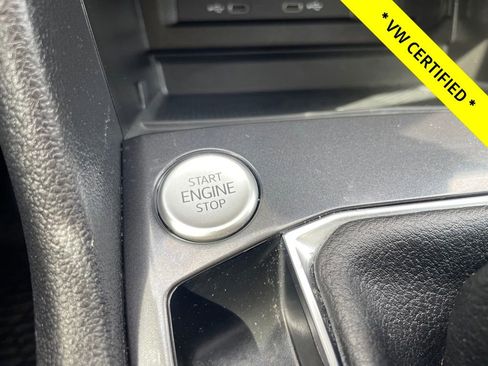 * VW CERTIFIED *
START
ENGINE
STOP